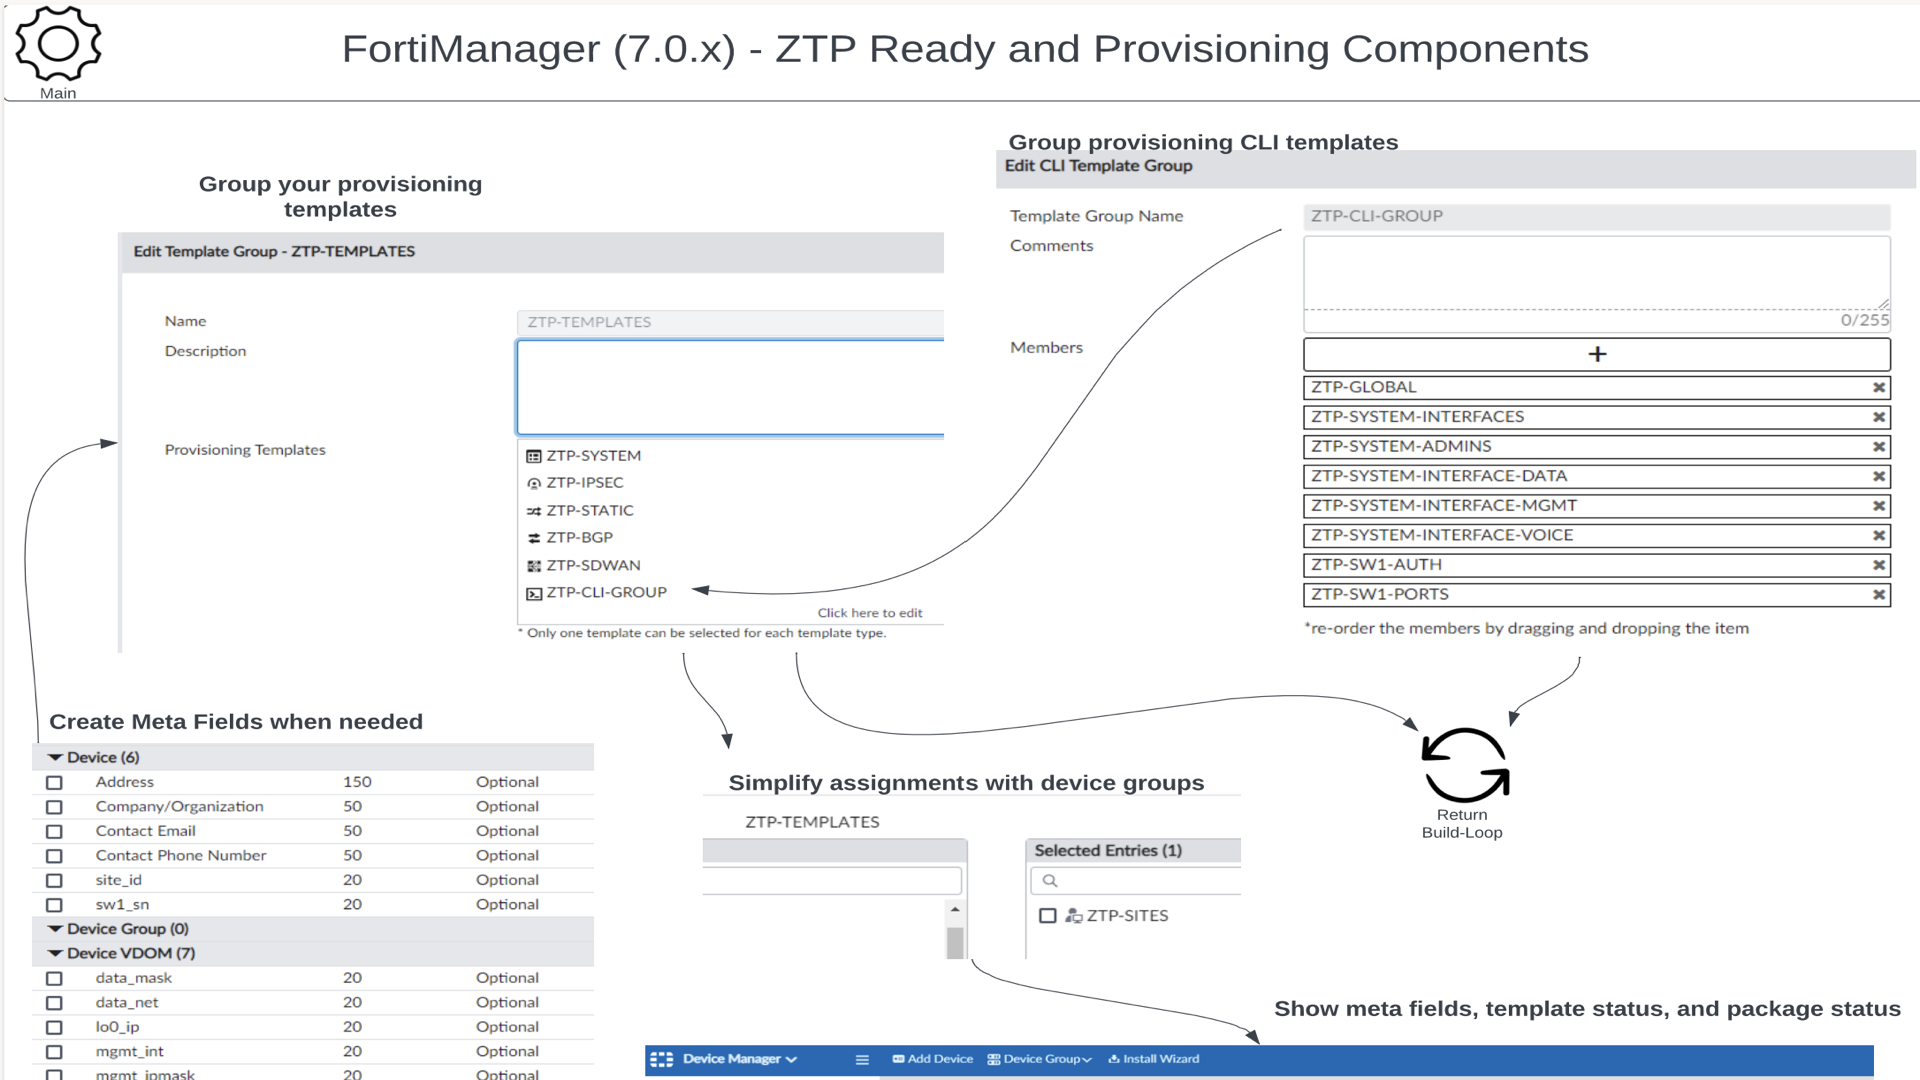 Main
FortiManager (7.0.x) - ZTP Ready and Provisioning Components
Group your provisioning
templates
Edit Template Group - ZTP-TEMPLATES
Name
ZTP-TEMPLATES
Description
Provisioning Templates
ZTP-SYSTEM
ZTP-IPSEC
ZTP-STATIC
ZTP-BGP
ZTP-SDWAN
ZTP-CLI-GROUP
Click here to edit
* Only one template can be selected for each template type.
Group provisioning CLI templates
Edit CLI Template Group
Template Group Name
ZTP-CLI-GROUP
Comments
0/255
Members
+
ZTP-GLOBAL
ZTP-SYSTEM-INTERFACES
ZTP-SYSTEM-ADMINS
ZTP-SYSTEM-INTERFACE-DATA
ZTP-SYSTEM-INTERFACE-MGMT
ZTP-SYSTEM-INTERFACE-VOICE
ZTP-SW1-AUTH
ZTP-SW1-PORTS
*re-order the members by dragging and dropping the item
Create Meta Fields when needed
Device (6)
Address 150 Optional
Company/Organization 50 Optional
Contact Email 50 Optional
Contact Phone Number 50 Optional
site_id 20 Optional
sw1_sn 20 Optional
Device Group (0)
Device VDOM (7)
data_mask 20 Optional
data_net 20 Optional
lo0_ip 20 Optional
mgmt_int 20 Optional
mgmt_ipmask 20 Optional
Simplify assignments with device groups
ZTP-TEMPLATES
Selected Entries (1)
ZTP-SITES
Return
Build-Loop
Show meta fields, template status, and package status
Device Manager Add Device Device Group Install Wizard